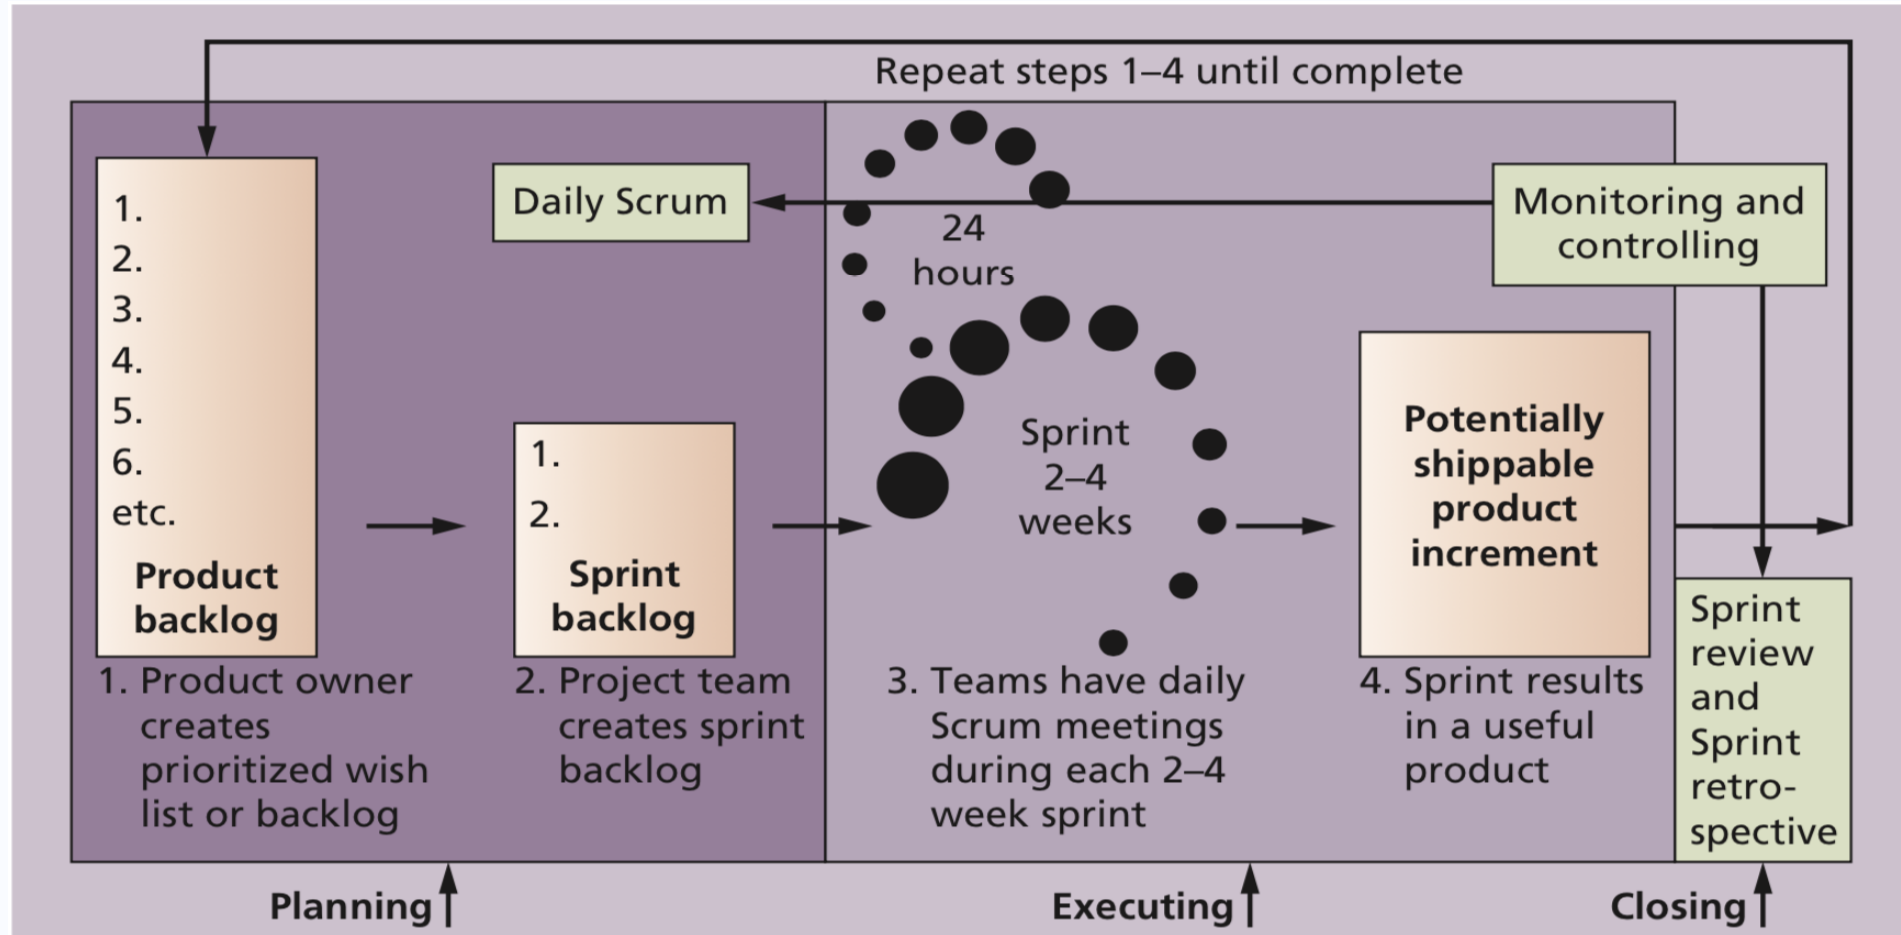 Repeat steps 1–4 until complete
1.
2.
3.
4.
5.
6.
etc.
Product
backlog
1. Product owner
creates
prioritized wish
list or backlog
Daily Scrum
1.
2.
Sprint
backlog
2. Project team
creates sprint
backlog
24
hours
Sprint
2–4
weeks
3. Teams have daily
Scrum meetings
during each 2–4
week sprint
Monitoring and
controlling
Potentially
shippable
product
increment
4. Sprint results
in a useful
product
Sprint
review
and
Sprint
retro-
spective
Planning
Executing
Closing